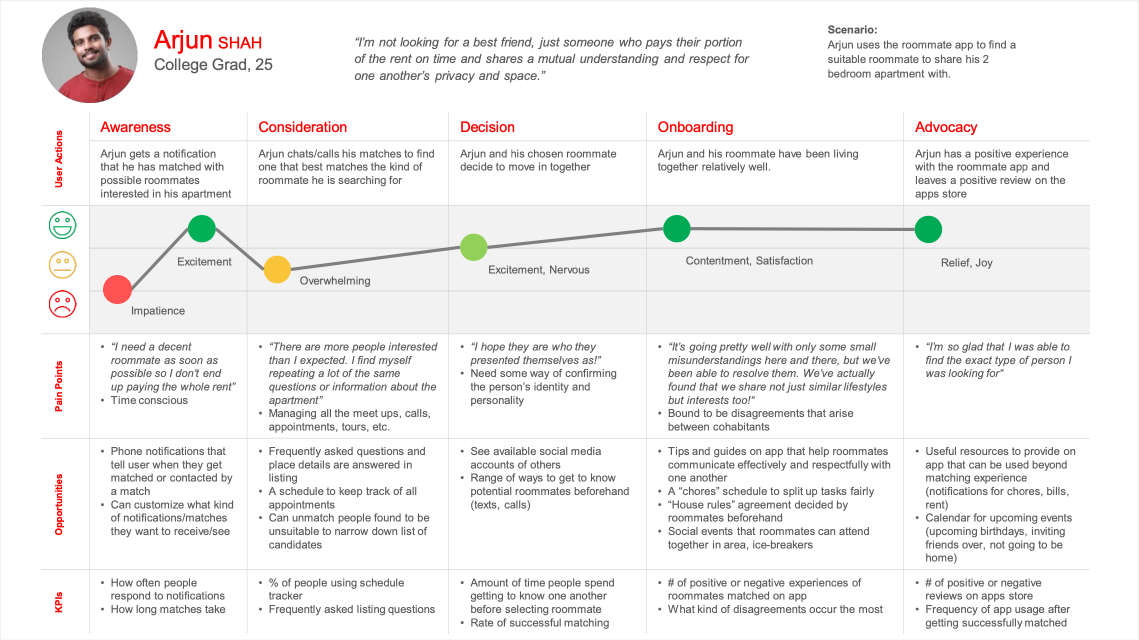 Arjun SHAH
College Grad, 25
“I’m not looking for a best friend, just someone who pays their portion
of the rent on time and shares a mutual understanding and respect for
one another’s privacy and space.”
Scenario:
Arjun uses the roommate app to find a
suitable roommate to share his 2
bedroom apartment with.
User Actions
Awareness
Arjun gets a notification
that he has matched with
possible roommates
interested in his apartment
Consideration
Arjun chats/calls his matches to find
one that best matches the kind of
roommate he is searching for
Decision
Arjun and his chosen roommate
decide to move in together
Onboarding
Arjun and his roommate have been living
together relatively well.
Advocacy
Arjun has a positive experience
with the roommate app and
leaves a positive review on the
apps store
Impatience
Excitement
Overwhelming
Excitement, Nervous
Contentment, Satisfaction
Relief, Joy
Pain Points
• “I need a decent
roommate as soon as
possible so I don't end
up paying the whole rent”
• Time conscious
• “There are more people interested
than I expected. I find myself
repeating a lot of the same
questions or information about the
apartment”
• Managing all the meet ups, calls,
appointments, tours, etc.
• “I hope they are who they
presented themselves as!”
• Need some way of confirming
the person’s identity and
personality
• “It’s going pretty well with only some small
misunderstandings here and there, but we’ve
been able to resolve them. We’ve actually
found that we share not just similar lifestyles
but interests too!“
• Bound to be disagreements that arise
between cohabitants
• “I'm so glad that I was able to
find the exact type of person I
was looking for“
Opportunities
• Phone notifications that
tell user when they get
matched or contacted by
a match
• Can customize what kind
of notifications/matches
they want to receive/see
• Frequently asked questions and
place details are answered in
listing
• A schedule to keep track of all
appointments
• Can unmatch people found to be
unsuitable to narrow down list of
candidates
• See available social media
accounts of others
• Range of ways to get to know
potential roommates beforehand
(texts, calls)
• Tips and guides on app that help roommates
communicate effectively and respectfully with
one another
• A “chores” schedule to split up tasks fairly
• “House rules” agreement decided by
roommates beforehand
• Social events that roommates can attend
together in area, ice-breakers
• Useful resources to provide on
app that can be used beyond
matching experience
(notifications for chores, bills,
rent)
• Calendar for upcoming events
(upcoming birthdays, inviting
friends over, not going to be
home)
KPIs
• How often people
respond to notifications
• How long matches take
• % of people using schedule
tracker
• Frequently asked listing questions
• Amount of time people spend
getting to know one another
before selecting roommate
• Rate of successful matching
• # of positive or negative experiences of
roommates matched on app
• What kind of disagreements occur the most
• # of positive or negative
reviews on apps store
• Frequency of app usage after
getting successfully matched